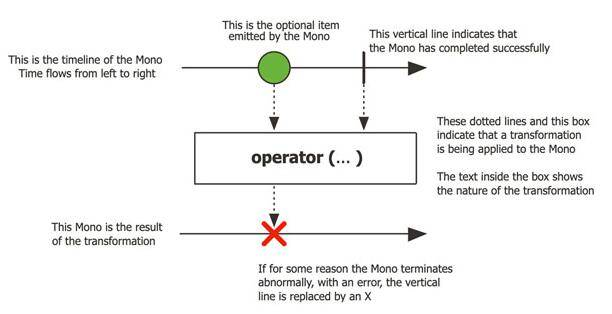 This is the optional item
emitted by the Mono
This vertical line indicates that
the Mono has completed successfully
This is the timeline of the Mono
Time flows from left to right
These dotted lines and this box
indicate that a transformation
is being applied to the Mono
The text inside the box shows
the nature of the transformation
operator (... )
This Mono is the result
of the transformation
If for some reason the Mono terminates
abnormally, with an error, the vertical
line is replaced by an X